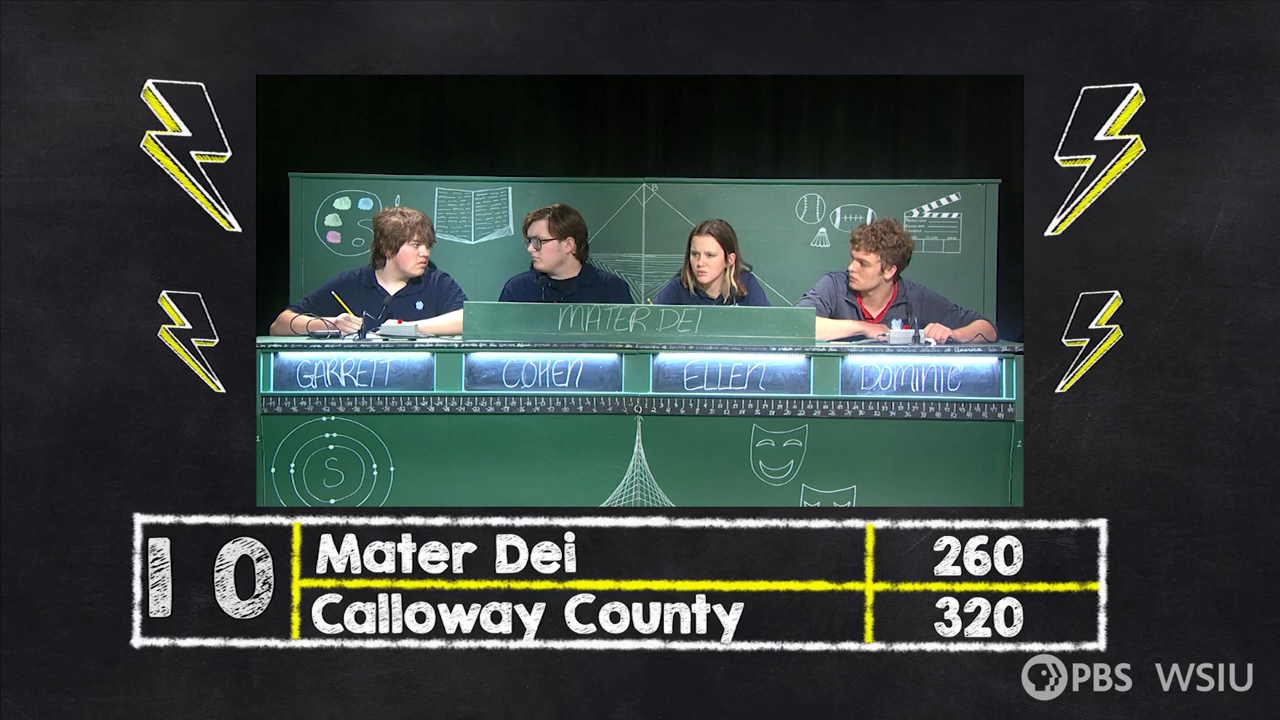 MATER DEI
GARRETT COHEN ELLEN DOMINIC
S
10
Mater Dei 260
Calloway County 320
PBS WSIU